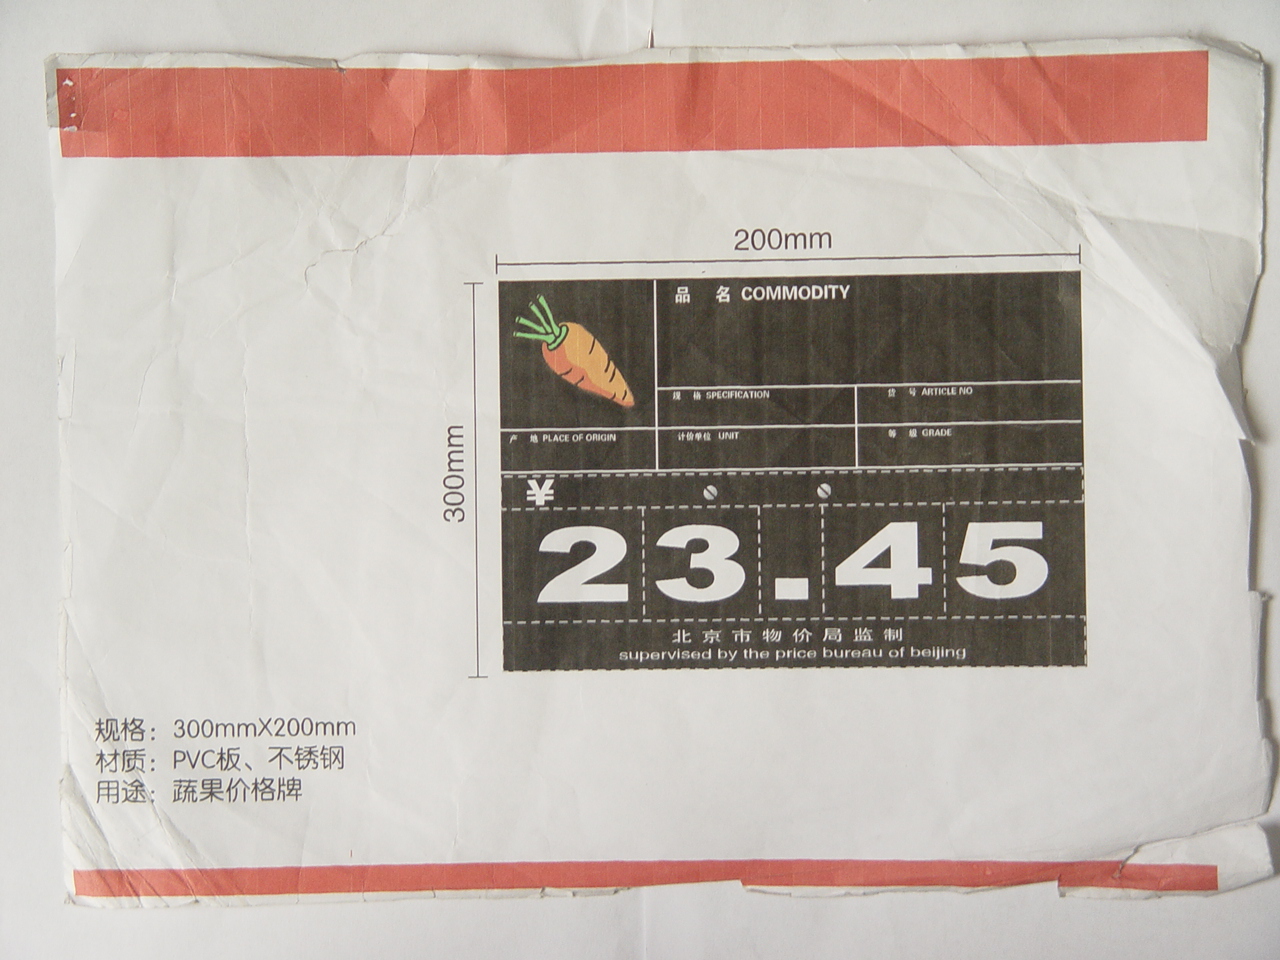 200mm
300mm
品 名 COMMODITY
规 格 SPECIFICATION
货 号 ARTICLE NO
产 地 PLACE OF ORIGIN
计价单位 UNIT
等 级 GRADE
¥
23.45
北京市物价局监制
supervised by the price bureau of beijing
规格：300mmX200mm
材质：PVC板、不锈钢
用途：蔬果价格牌